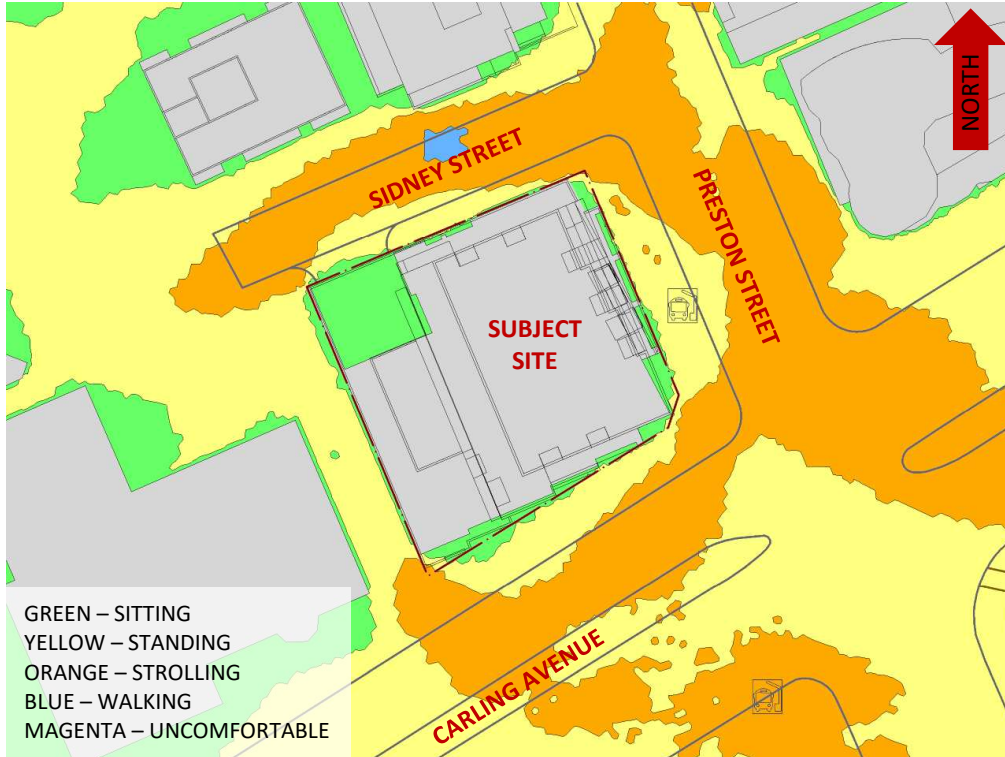 NORTH
SIDNEY STREET
PRESTON STREET
SUBJECT
SITE
CARLING AVENUE
GREEN – SITTING
YELLOW – STANDING
ORANGE – STROLLING
BLUE – WALKING
MAGENTA – UNCOMFORTABLE